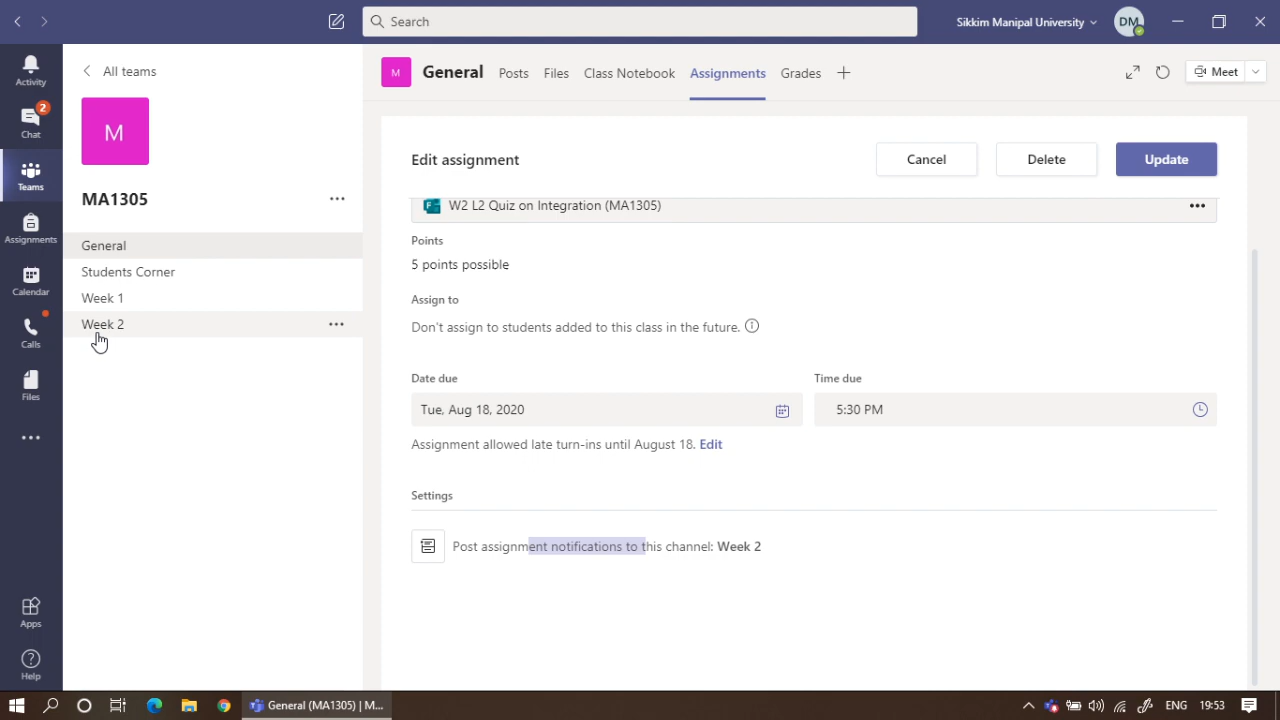 Search
Sikkim Manipal University
DM
Activity
Chat
2
Teams
Assignments
Calendar
Calls
Files
Apps
Help
All teams
M
MA1305
General
Students Corner
Week 1
Week 2
M
General
Posts
Files
Class Notebook
Assignments
Grades
Meet
Edit assignment
Cancel
Delete
Update
F
W2 L2 Quiz on Integration (MA1305)
Points
5 points possible
Assign to
Don't assign to students added to this class in the future.
Date due
Time due
Tue, Aug 18, 2020
5:30 PM
Assignment allowed late turn-ins until August 18. Edit
Settings
Post assignment notifications to this channel: Week 2
General (MA1305) | M...
ENG
19:53